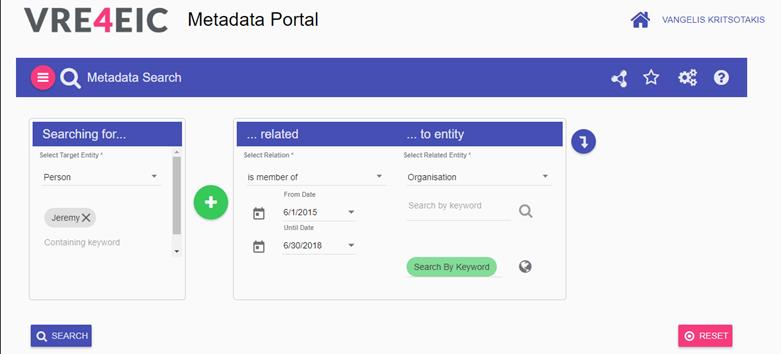 VRE4EIC Metadata Portal
VANGELIS KRITSOTAKIS
Metadata Search
?
Searching for...
Select Target Entity *
Person
Jeremy X
Containing keyword
+
... related
... to entity
Select Relation *
Select Related Entity *
is member of
Organisation
From Date
6/1/2015
Search by keyword
Until Date
6/30/2018
Search By Keyword
SEARCH
RESET